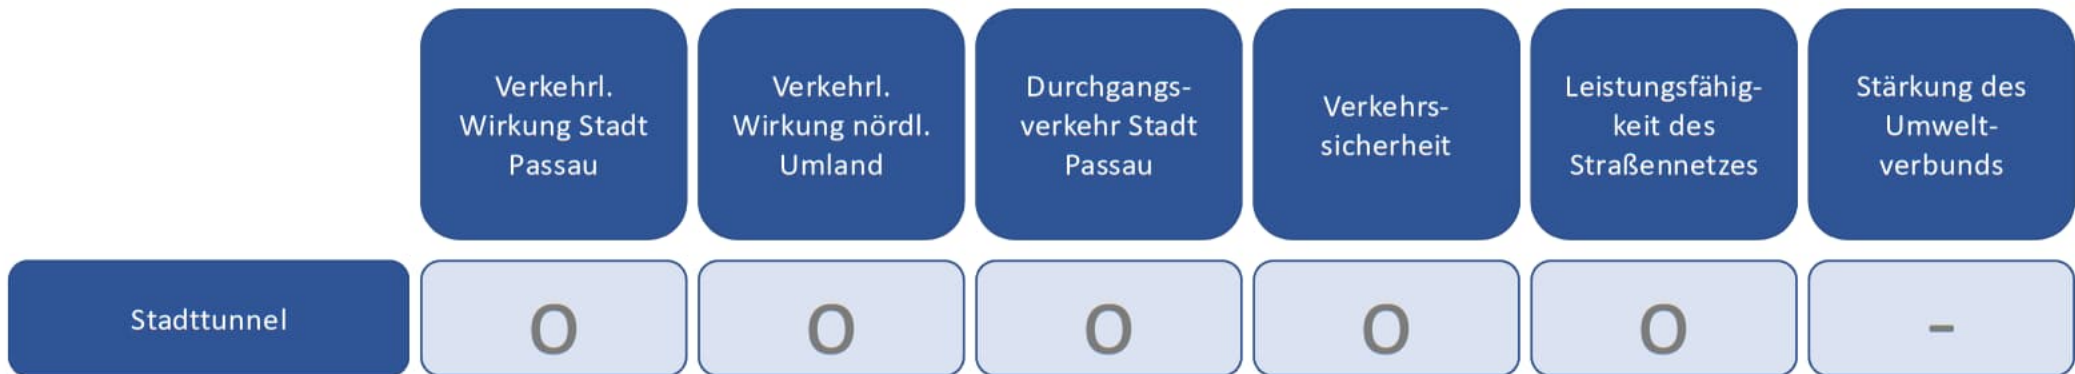 Verkehrl.
Wirkung Stadt
Passau
Verkehrl.
Wirkung nördl.
Umland
Durchgangs-
verkehr Stadt
Passau
Verkehrs-
sicherheit
Leistungsfähig-
keit des
Straßennetzes
Stärkung des
Umwelt-
verbunds
Stadttunnel
O O O O O -